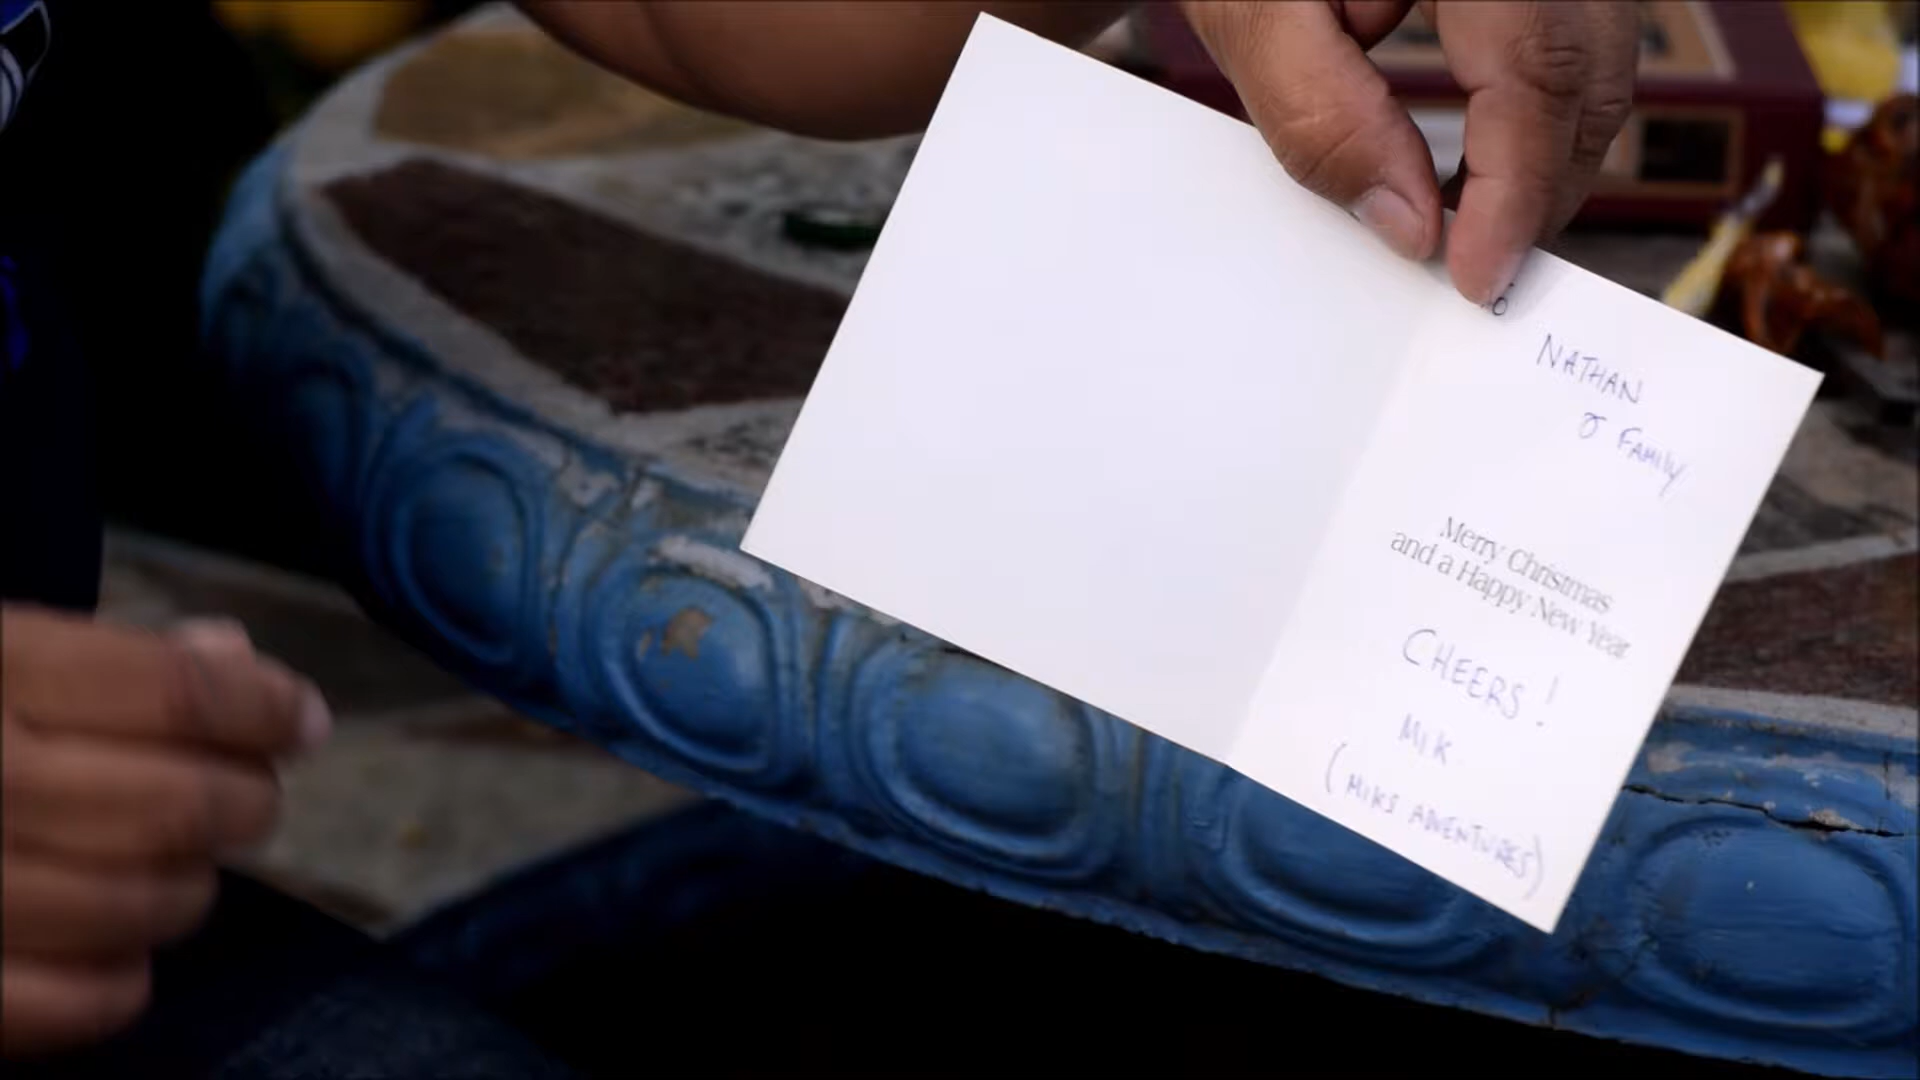 NATHAN
& FAMILY
Merry Christmas
and a Happy New Year
CHEERS!
MIK
(MIKS ADVENTURES)